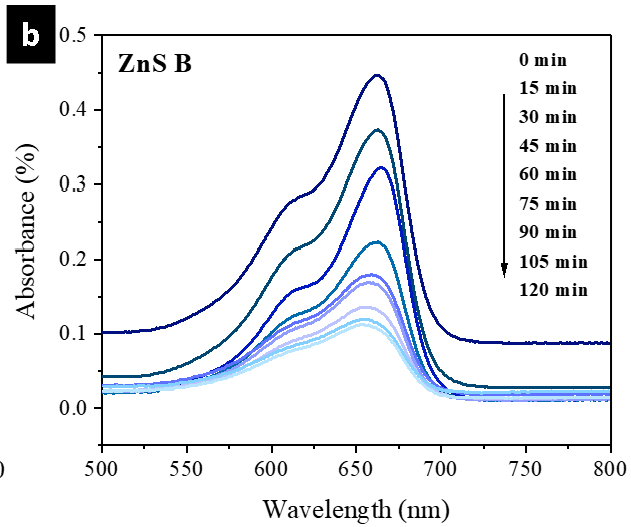 b
ZnS B
0 min
15 min
30 min
45 min
60 min
75 min
90 min
105 min
120 min
0.5
0.4
0.3
0.2
0.1
0.0
Absorbance (%)
0
500 550 600 650 700 750 800
Wavelength (nm)